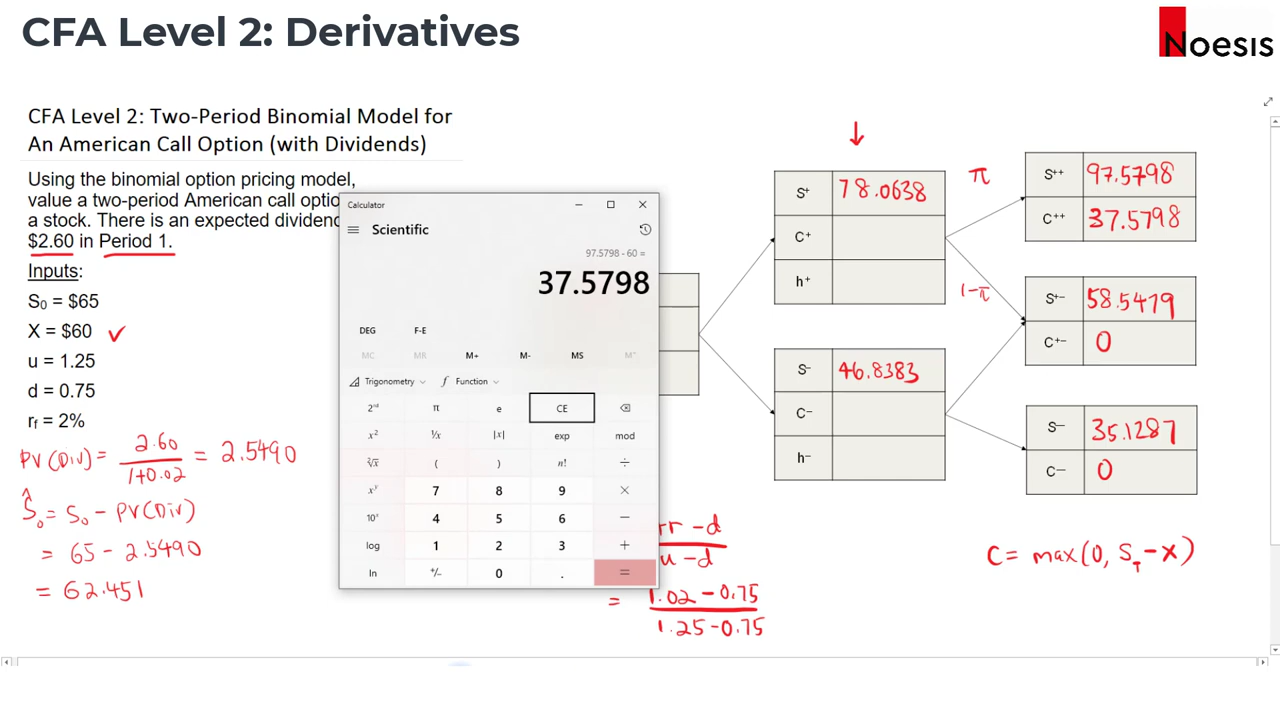 CFA Level 2: Derivatives
Noesis
CFA Level 2: Two-Period Binomial Model for
An American Call Option (with Dividends)
Using the binomial option pricing model,
value a two-period American call optio
a stock. There is an expected dividen
$2.60 in Period 1.
Inputs:
S0 = $65
X = $60 ✓
u = 1.25
d = 0.75
rf = 2%
PV(Div) = 2.60 / 1+0.02 = 2.5490
Ŝ0 = S0 - PV(Div)
= 65 - 2.5490
= 62.451
Calculator
Scientific
97.5798 - 60 =
37.5798
DEG F-E
MC MR M+ M- MS M˅
Trigonometry Function
2nd π e CE
x² ¹/x |x| exp mod
²√x ( ) n! ÷
xʸ 7 8 9 ×
10ˣ 4 5 6 −
log 1 2 3 +
ln +/− 0 . =
↓
S+ 78.0638
C+
h+
π
1-π
S- 46.8383
C-
h-
S++ 97.5798
C++ 37.5798
S+- 58.5479
C+- 0
S-- 35.1287
C-- 0
-d
u-d
= 1.02-0.75
1.25-0.75
C = max(0, ST-X)